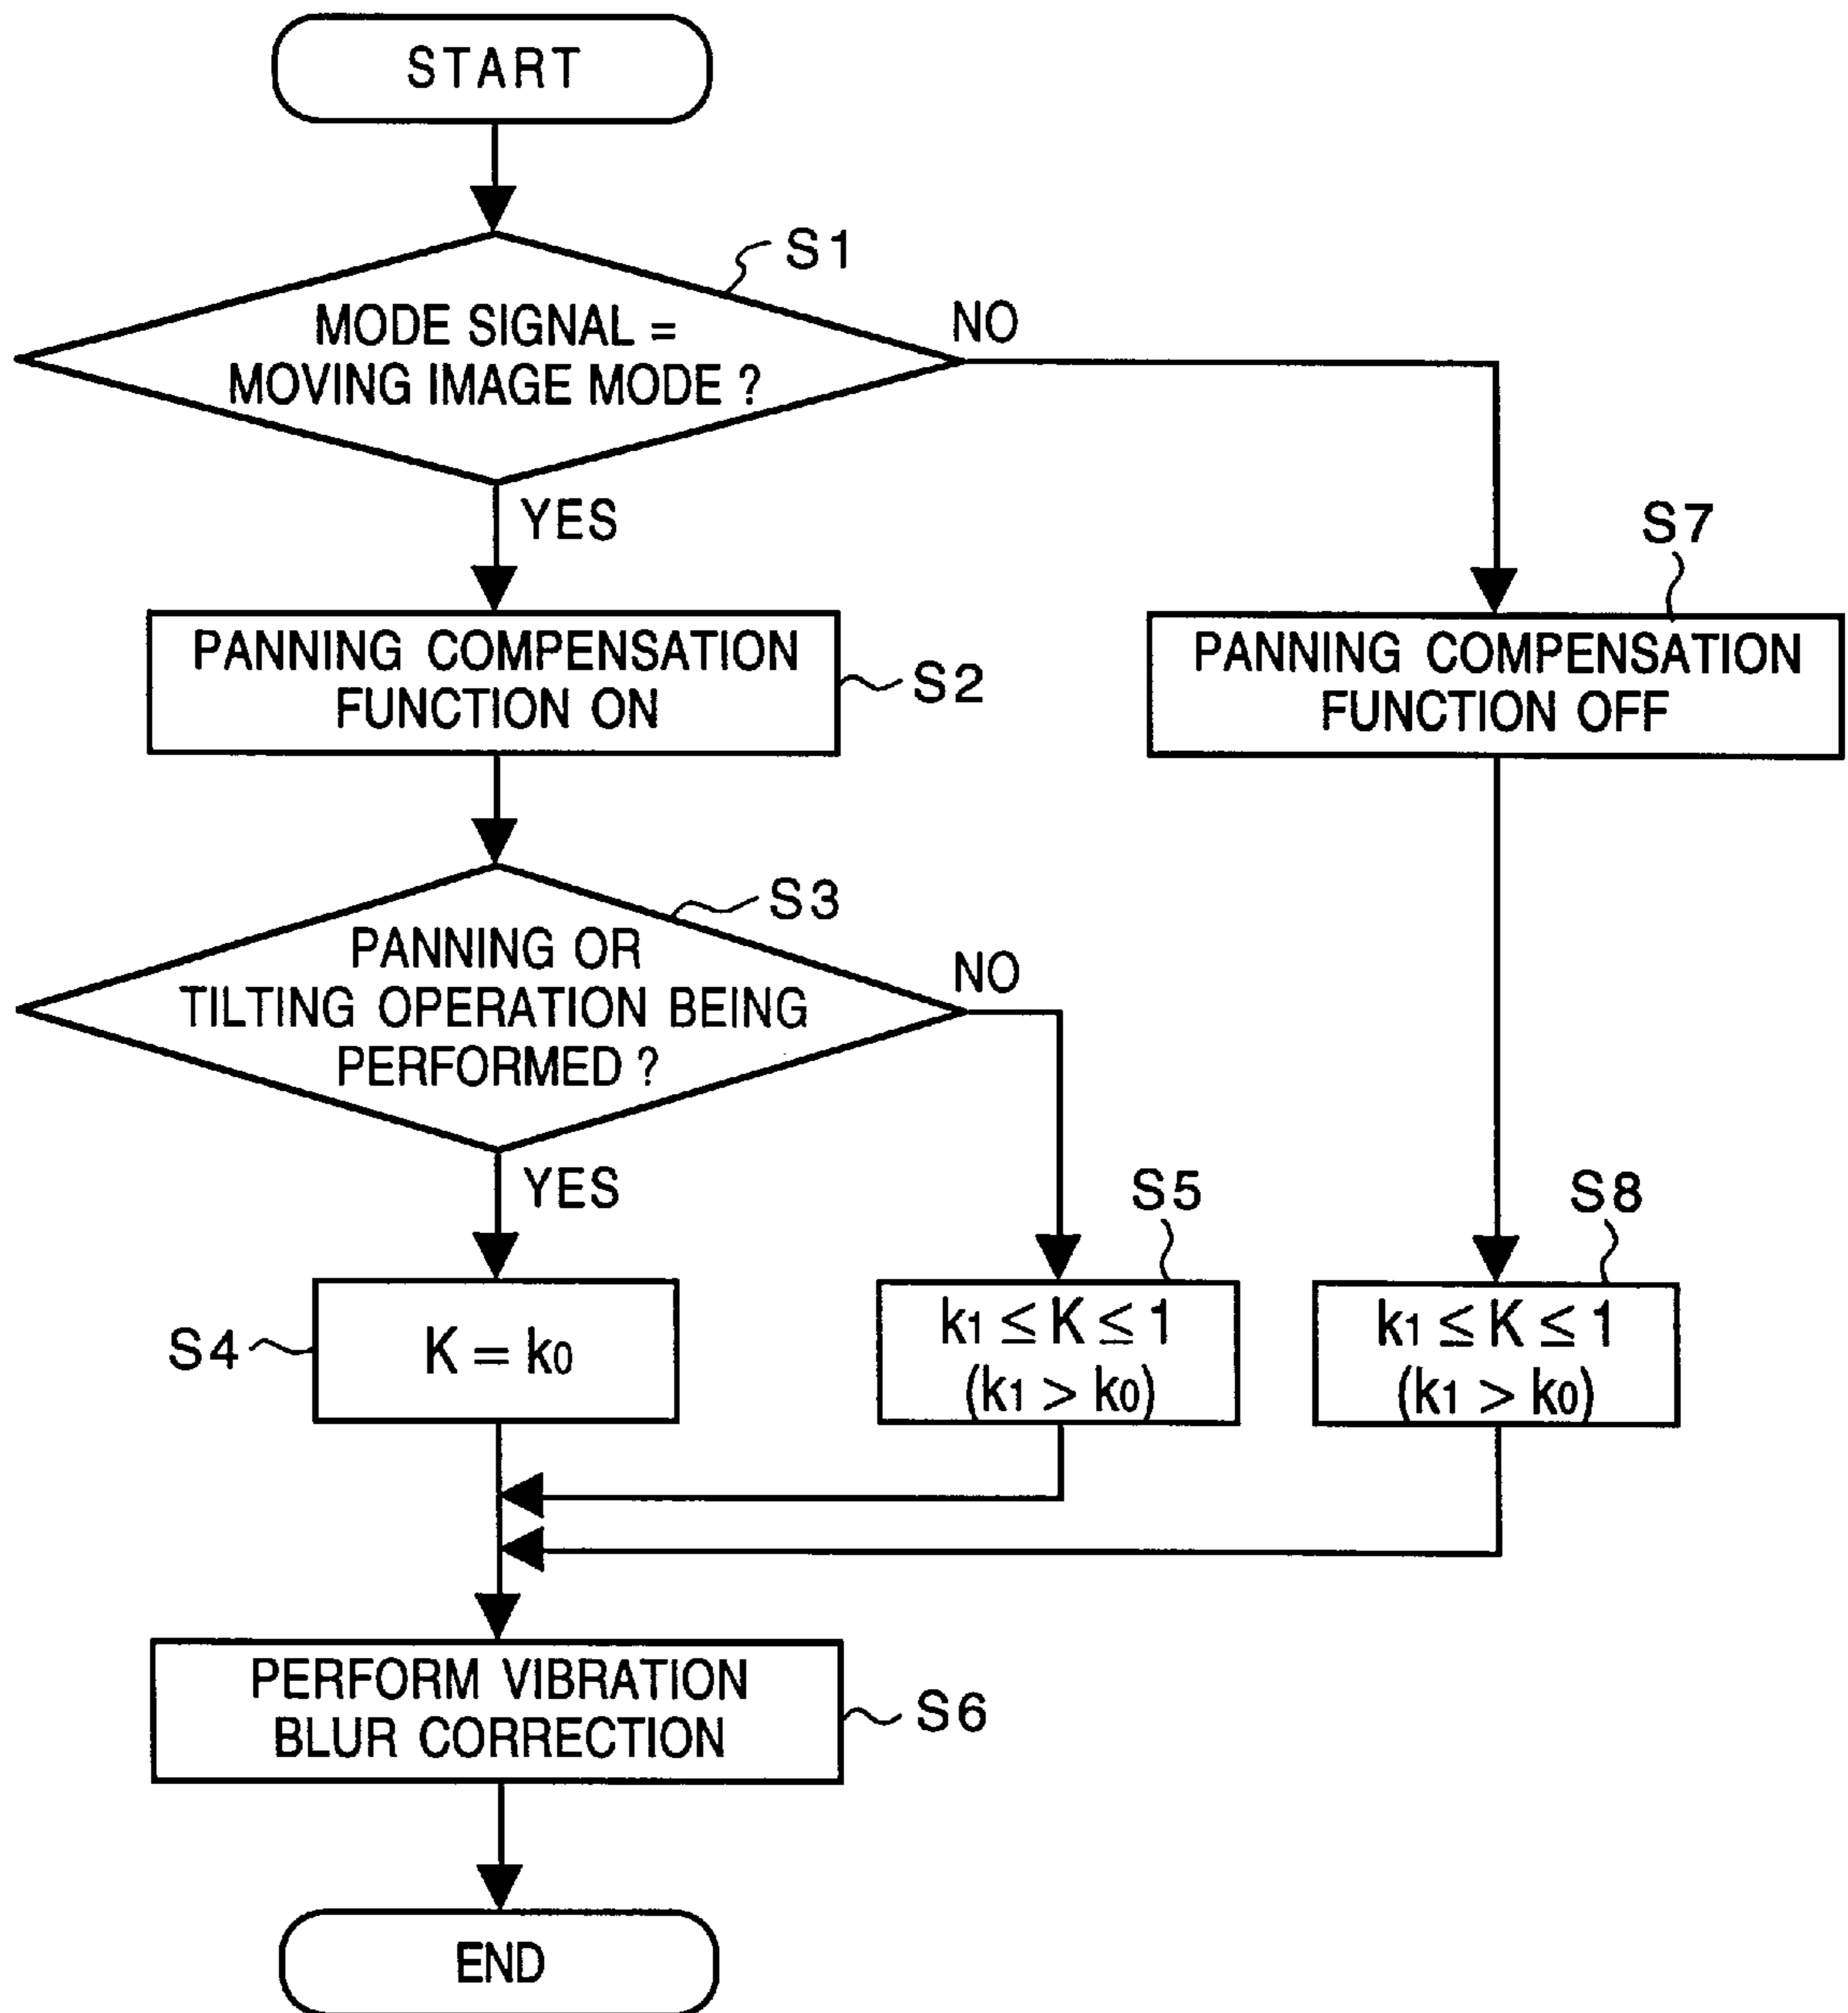 START
S1
MODE SIGNAL =
MOVING IMAGE MODE ?
NO
YES
S7
PANNING COMPENSATION
FUNCTION ON
S2
PANNING COMPENSATION
FUNCTION OFF
S3
PANNING OR
TILTING OPERATION BEING
PERFORMED ?
NO
YES
S5
S8
S4
K = k0
k1 ≤ K ≤ 1
(k1 > k0)
k1 ≤ K ≤ 1
(k1 > k0)
PERFORM VIBRATION
BLUR CORRECTION
S6
END